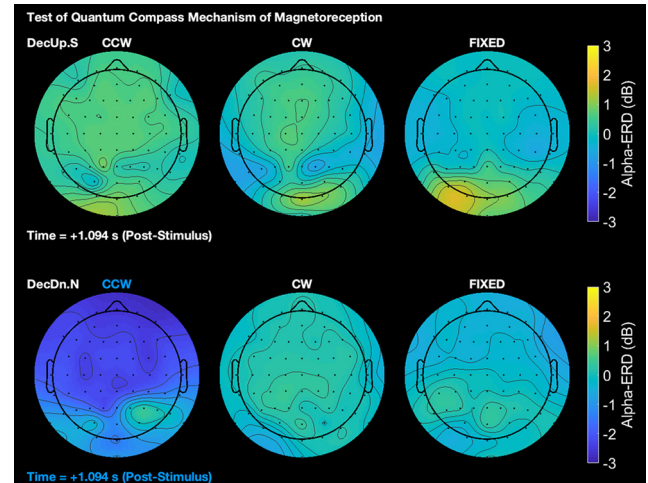 Test of Quantum Compass Mechanism of Magnetoreception
DecUp.S CCW CW FIXED
3
2
1
0
-1
-2
-3
Alpha-ERD (dB)
Time = +1.094 s (Post-Stimulus)
DecDn.N CCW CW FIXED
3
2
1
0
-1
-2
-3
Alpha-ERD (dB)
Time = +1.094 s (Post-Stimulus)